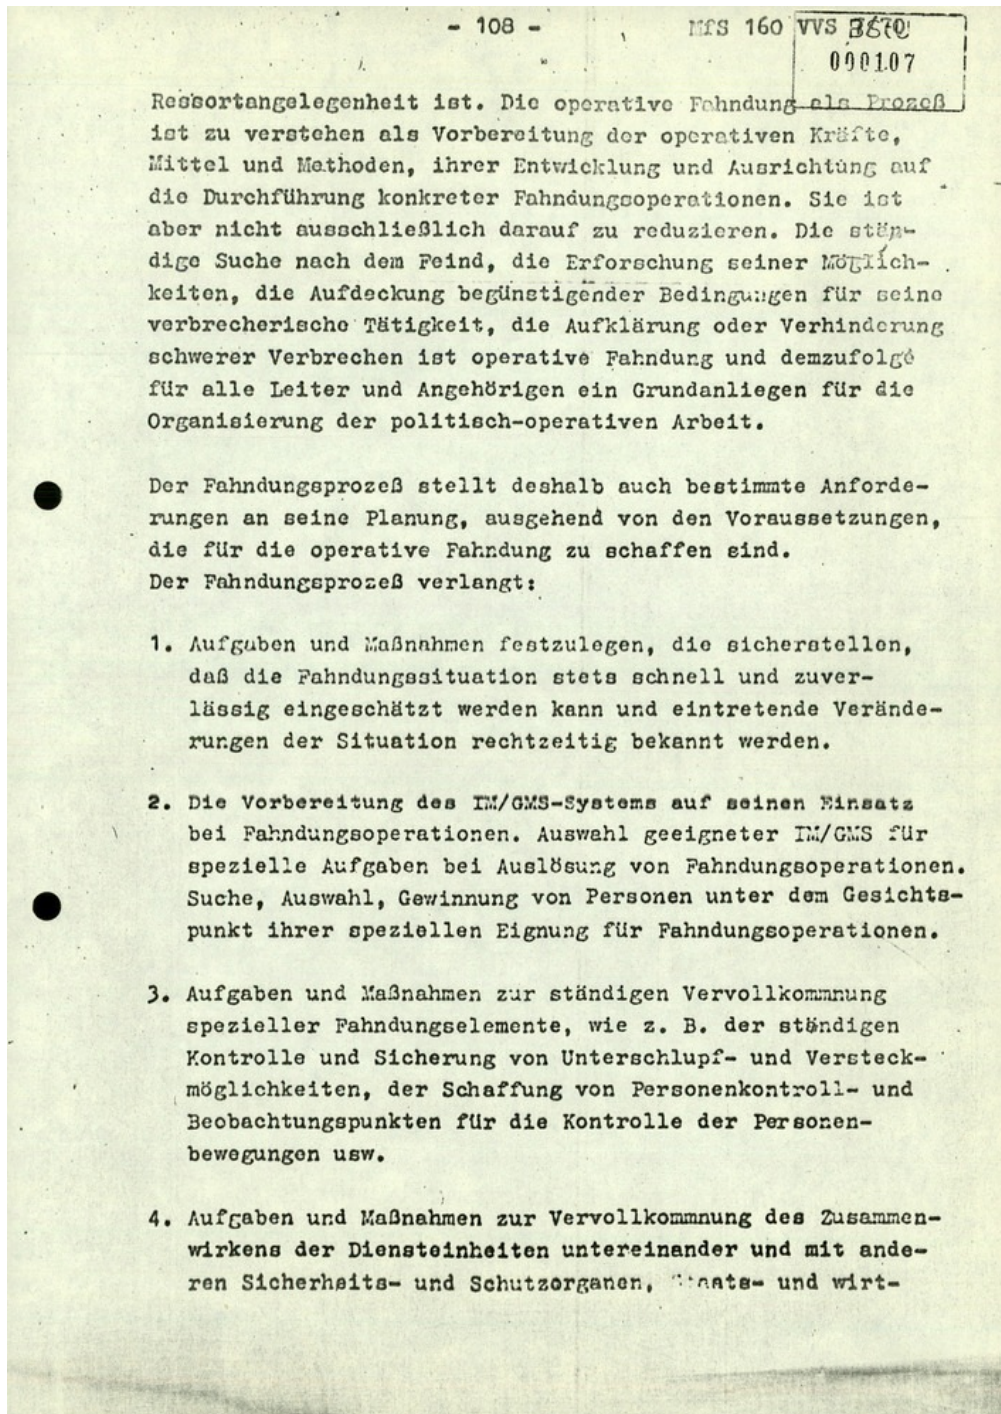 - 108 -
MfS 160 VVS
000107
Ressortangelegenheit ist. Die operative Fahndung als Prozeß
ist zu verstehen als Vorbereitung der operativen Kräfte,
Mittel und Methoden, ihrer Entwicklung und Ausrichtung auf
die Durchführung konkreter Fahndungsoperationen. Sie ist
aber nicht ausschließlich darauf zu reduzieren. Die stän-
dige Suche nach dem Feind, die Erforschung seiner Möglich-
keiten, die Aufdeckung begünstigender Bedingungen für seine
verbrecherische Tätigkeit, die Aufklärung oder Verhinderung
schwerer Verbrechen ist operative Fahndung und demzufolge
für alle Leiter und Angehörigen ein Grundanliegen für die
Organisierung der politisch-operativen Arbeit.
Der Fahndungsprozeß stellt deshalb auch bestimmte Anforde-
rungen an seine Planung, ausgehend von den Voraussetzungen,
die für die operative Fahndung zu schaffen sind.
Der Fahndungsprozeß verlangt:
1. Aufgaben und Maßnahmen festzulegen, die sicherstellen,
daß die Fahndungssituation stets schnell und zuver-
lässig eingeschätzt werden kann und eintretende Verände-
rungen der Situation rechtzeitig bekannt werden.
2. Die Vorbereitung des IM/GMS-Systems auf seinen Einsatz
bei Fahndungsoperationen. Auswahl geeigneter IM/GMS für
spezielle Aufgaben bei Auslösung von Fahndungsoperationen.
Suche, Auswahl, Gewinnung von Personen unter dem Gesichts-
punkt ihrer speziellen Eignung für Fahndungsoperationen.
3. Aufgaben und Maßnahmen zur ständigen Vervollkommnung
spezieller Fahndungselemente, wie z. B. der ständigen
Kontrolle und Sicherung von Unterschlupf- und Versteck-
möglichkeiten, der Schaffung von Personenkontroll- und
Beobachtungspunkten für die Kontrolle der Personen-
bewegungen usw.
4. Aufgaben und Maßnahmen zur Vervollkommnung des Zusammen-
wirkens der Diensteinheiten untereinander und mit ande-
ren Sicherheits- und Schutzorganen, Staats- und wirt-